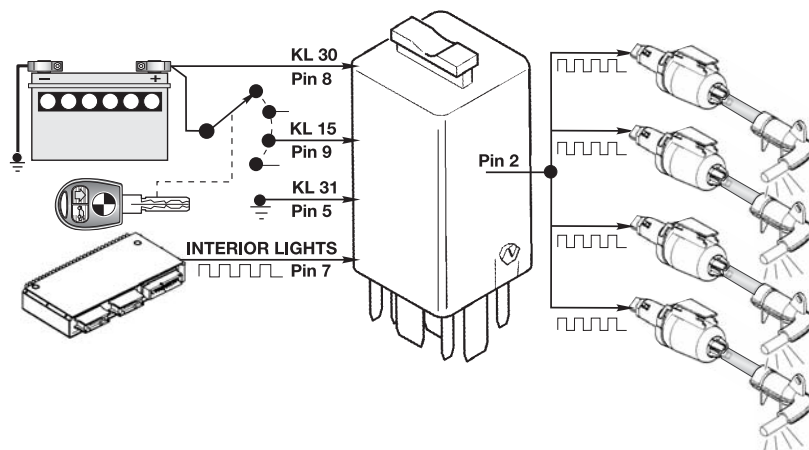 KL 30
Pin 8
KL 15
Pin 9
KL 31
Pin 5
INTERIOR LIGHTS
Pin 7
Pin 2
− +